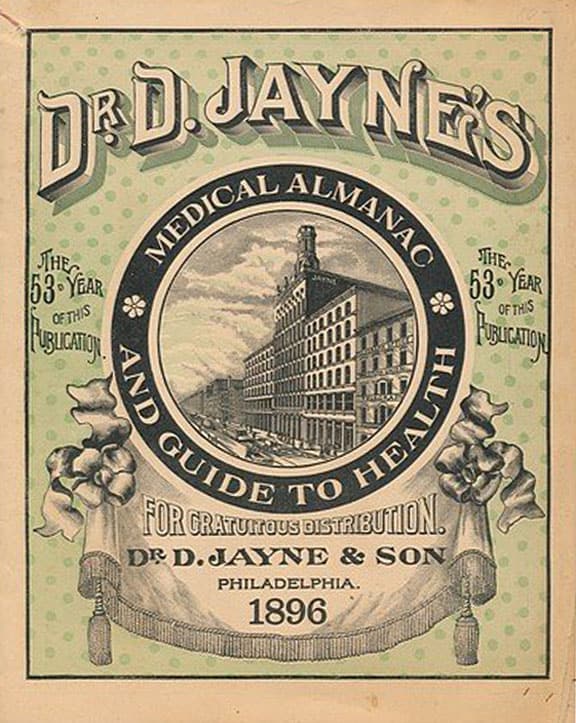 DR. D. JAYNE'S
MEDICAL ALMANAC
AND GUIDE TO HEALTH
JAYNE
THE
53D YEAR
OF THIS
PUBLICATION.
THE
53D YEAR
OF THIS
PUBLICATION.
FOR GRATUITOUS DISTRIBUTION.
DR. D. JAYNE & SON
PHILADELPHIA.
1896